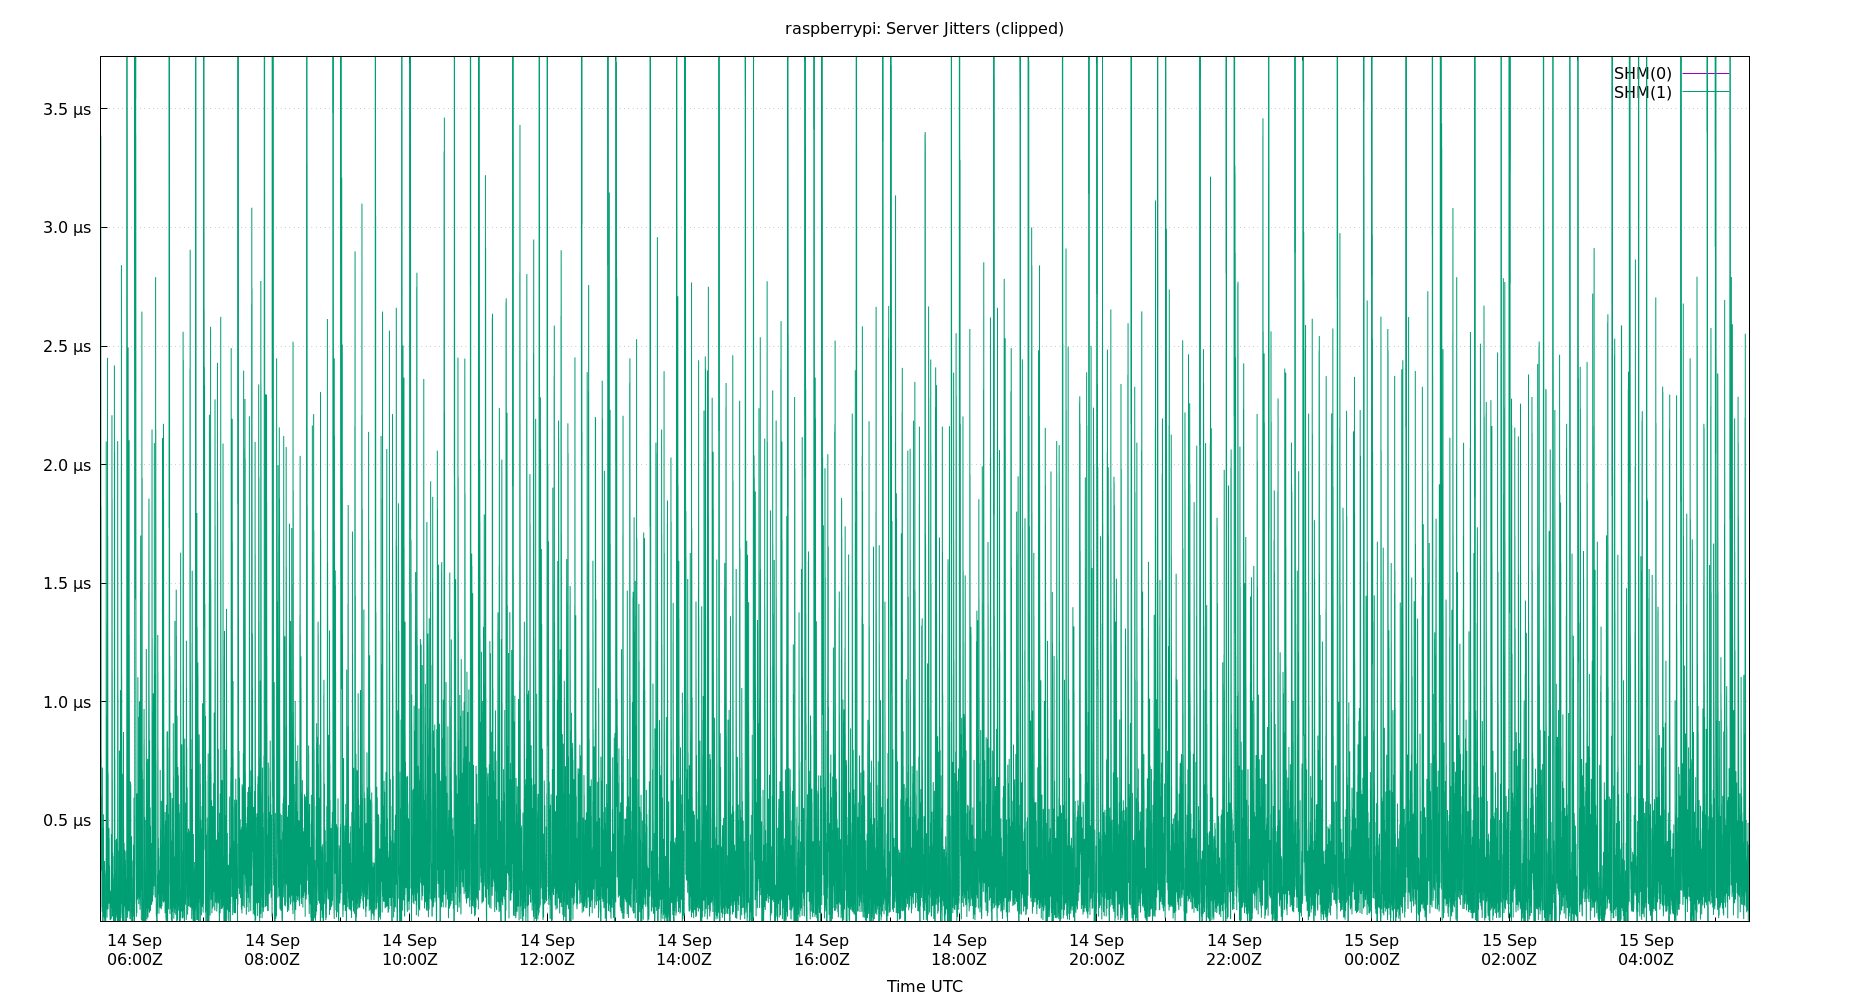 raspberrypi: Server Jitters (clipped)
SHM(0)
SHM(1)
3.5 µs
3.0 µs
2.5 µs
2.0 µs
1.5 µs
1.0 µs
0.5 µs
14 Sep 14 Sep 14 Sep 14 Sep 14 Sep 14 Sep 14 Sep 14 Sep 14 Sep 15 Sep 15 Sep 15 Sep
06:00Z 08:00Z 10:00Z 12:00Z 14:00Z 16:00Z 18:00Z 20:00Z 22:00Z 00:00Z 02:00Z 04:00Z
Time UTC